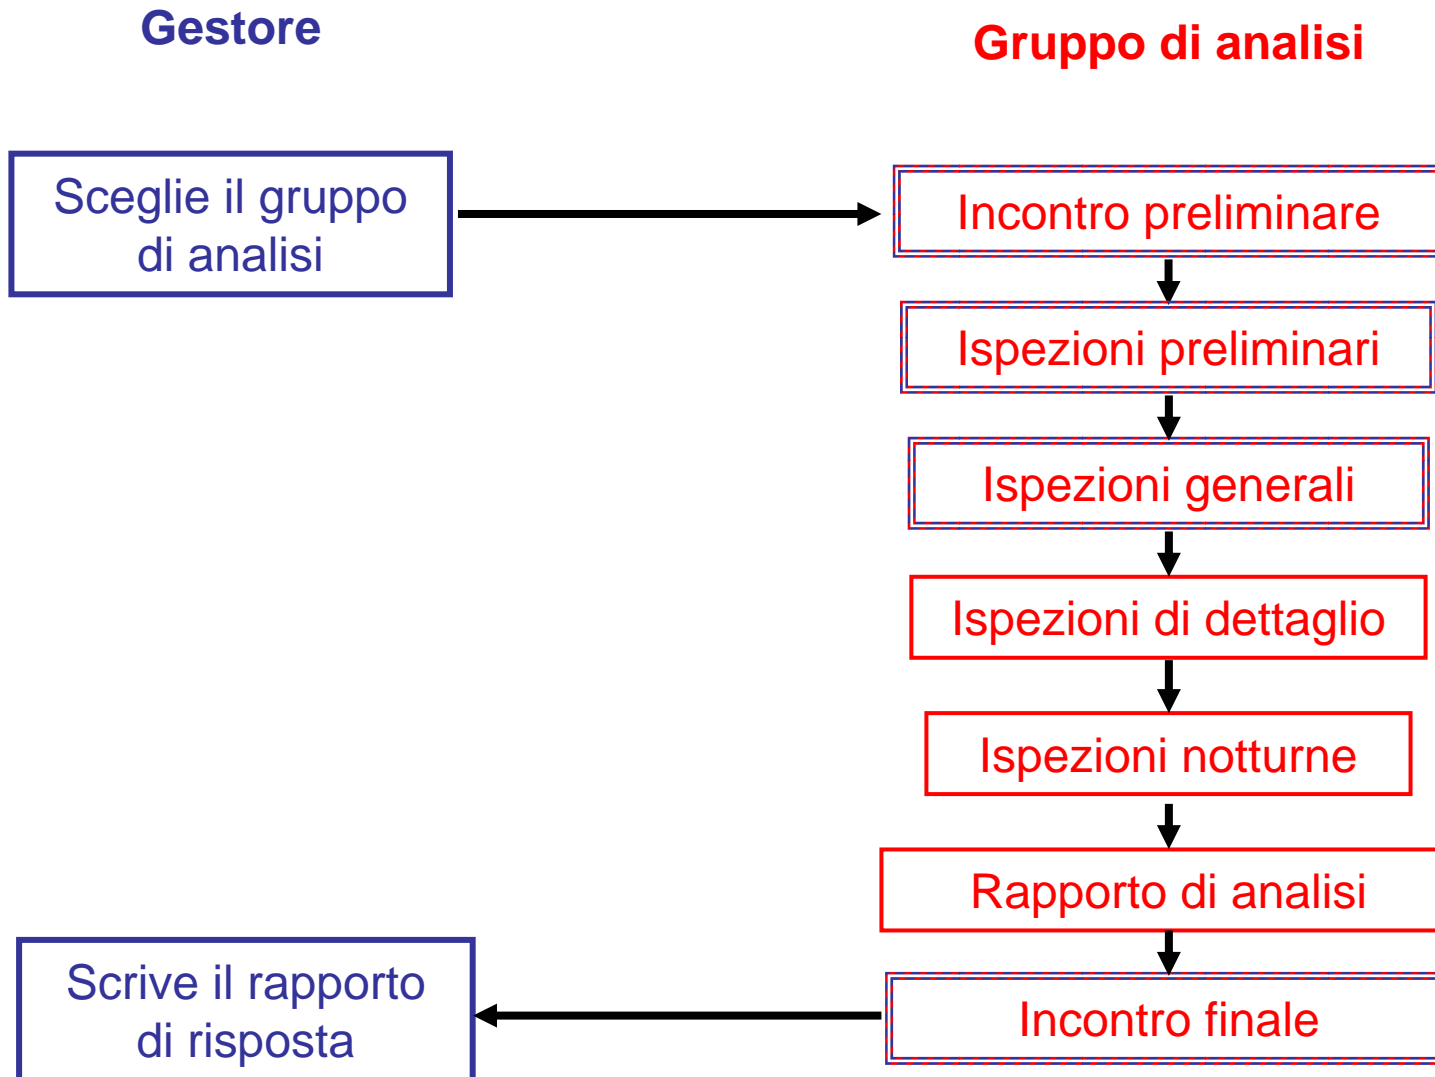 Gestore
Gruppo di analisi
Sceglie il gruppo
di analisi
Incontro preliminare
Ispezioni preliminari
Ispezioni generali
Ispezioni di dettaglio
Ispezioni notturne
Rapporto di analisi
Incontro finale
Scrive il rapporto
di risposta